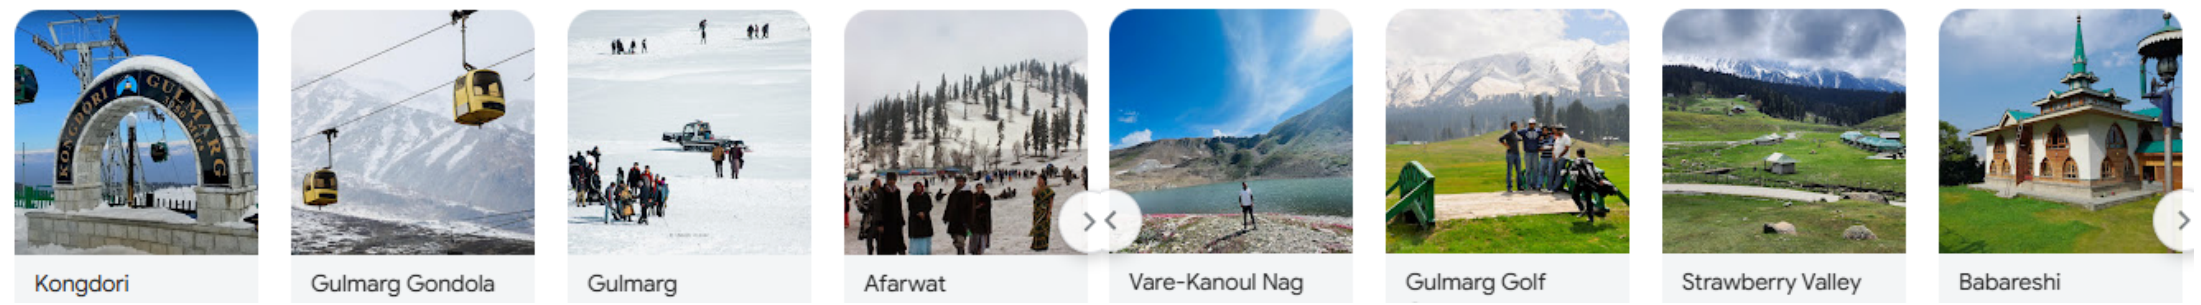 KONGDORI GULMARG
Kongdori
Gulmarg Gondola
Gulmarg
Afarwat
Vare-Kanoul Nag
Gulmarg Golf
Strawberry Valley
Babareshi